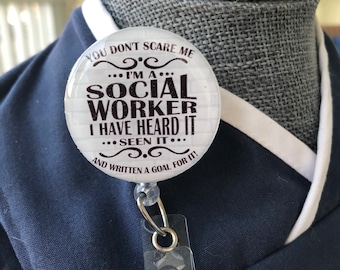 YOU DON'T SCARE ME
I'M A
SOCIAL
WORKER
I HAVE HEARD IT
SEEN IT
AND WRITTEN A GOAL FOR IT!